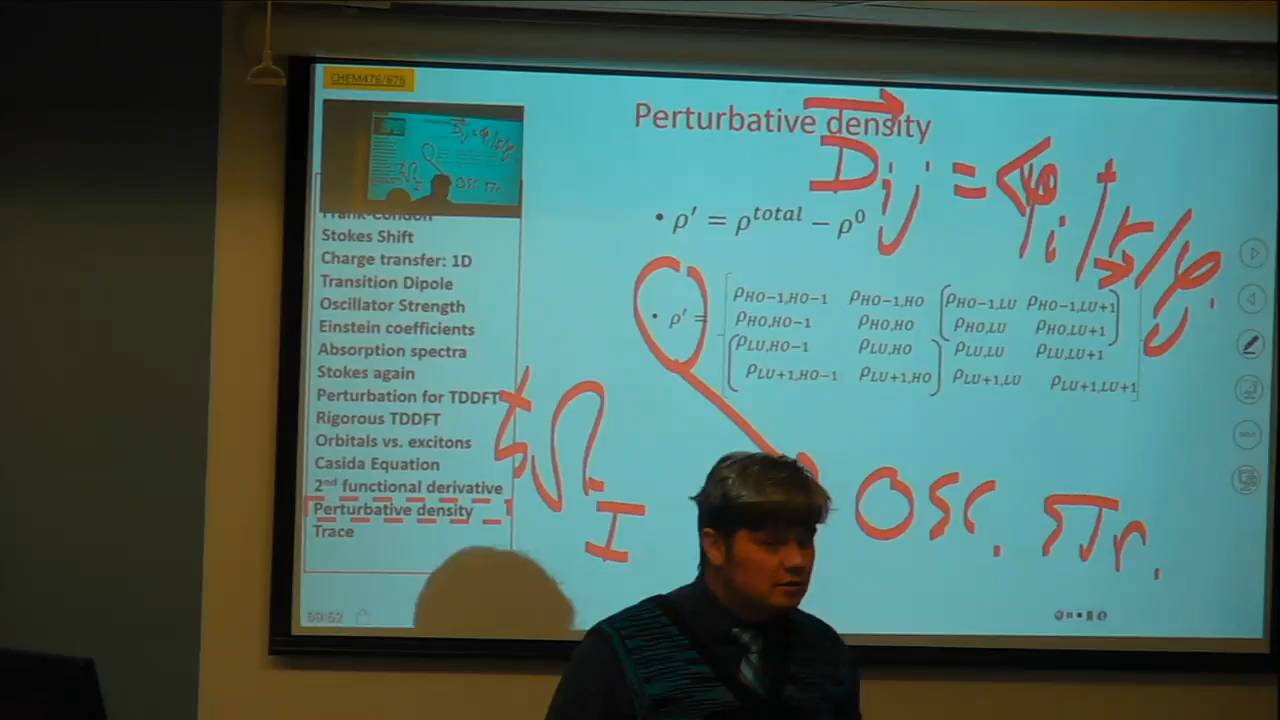 CHEM476/676
Perturbative density
Frank-Condon
Stokes Shift
Charge transfer: 1D
Transition Dipole
Oscillator Strength
Einstein coefficients
Absorption spectra
Stokes again
Perturbation for TDDFT
Rigorous TDDFT
Orbitals vs. excitons
Casida Equation
2nd functional derivative
Perturbative density
Trace
• ρ′ = ρ^total − ρ^0
• ρ′ =
ρHO−1,HO−1 ρHO−1,HO ρHO−1,LU ρHO−1,LU+1
ρHO,HO−1 ρHO,HO ρHO,LU ρHO,LU+1
ρLU,HO−1 ρLU,HO ρLU,LU ρLU,LU+1
ρLU+1,HO−1 ρLU+1,HO ρLU+1,LU ρLU+1,LU+1
D⃗ij = <φi|r|φj
ħΩI
OSC. STR.